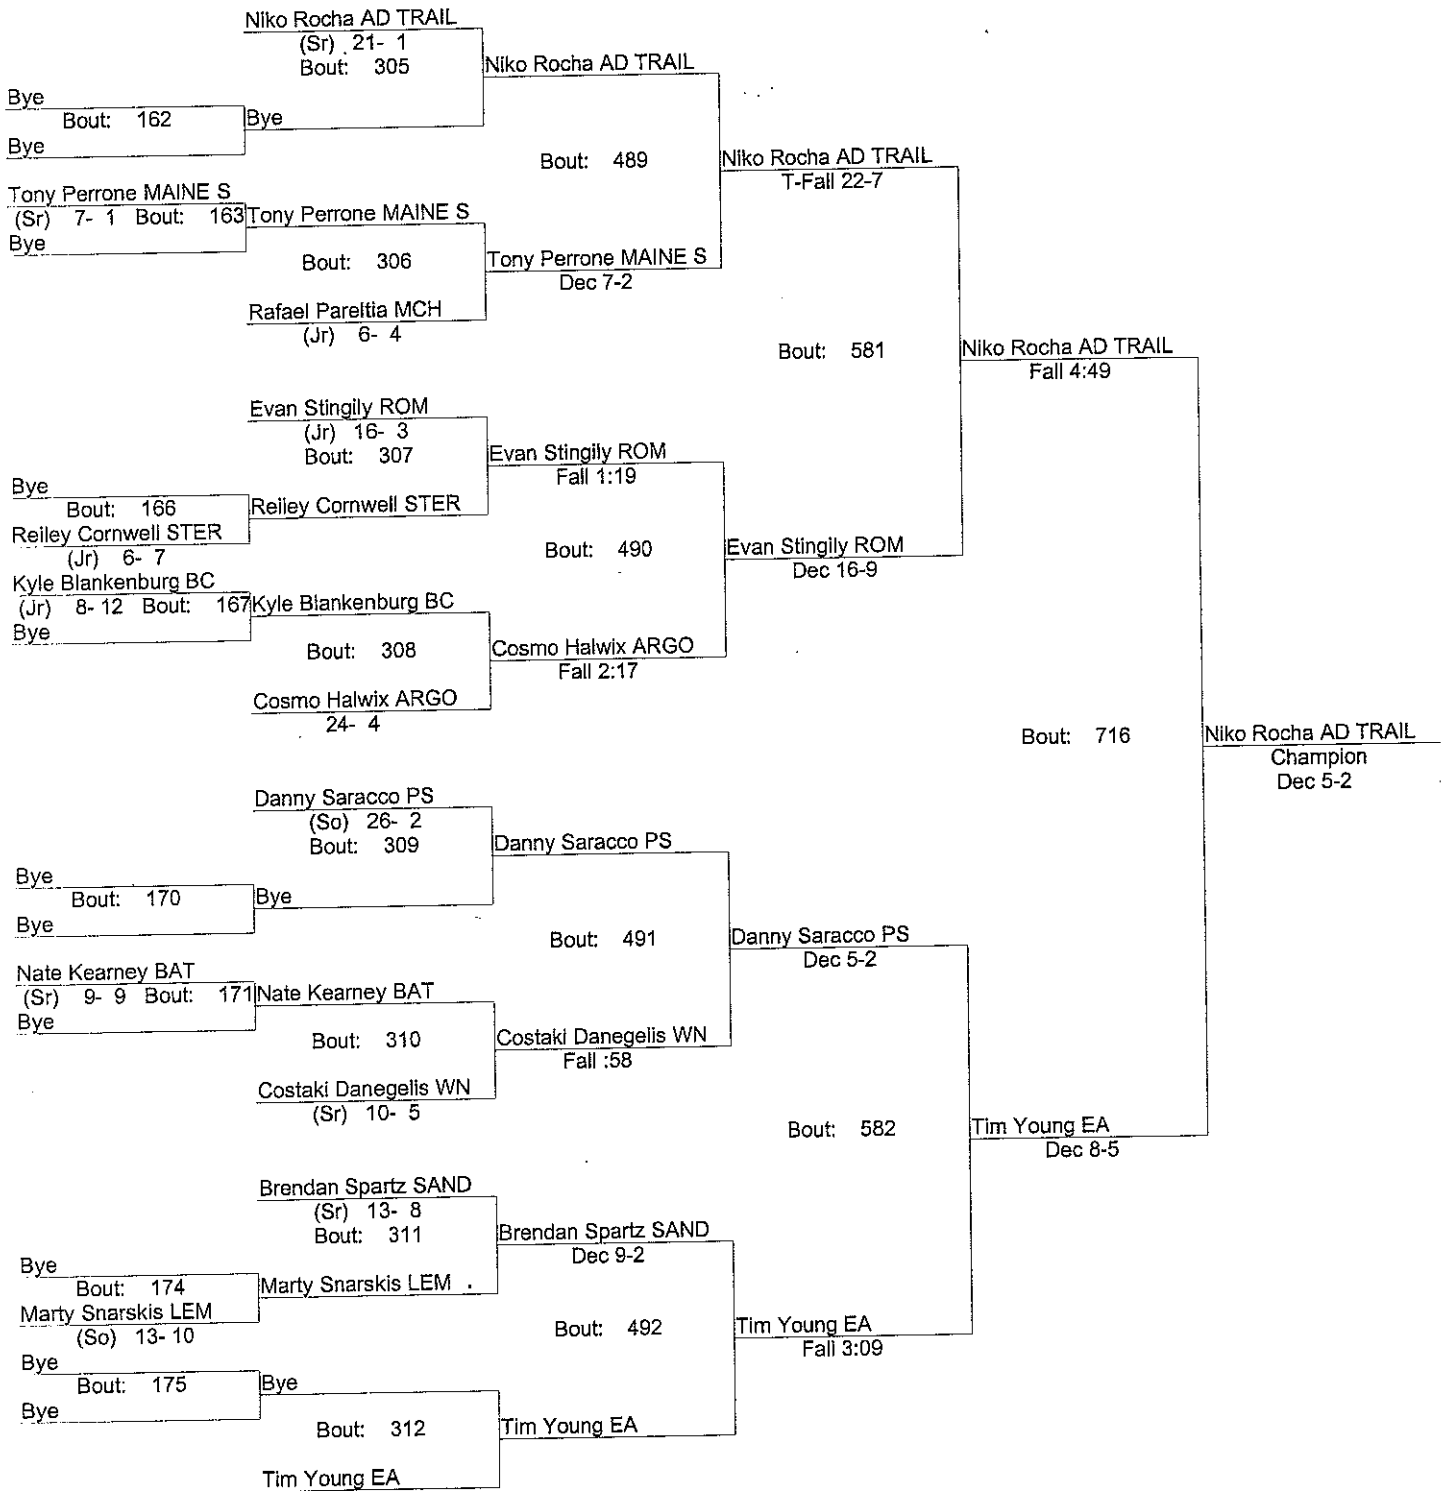 Niko Rocha AD TRAIL
(Sr) 21- 1
Bout: 305
Niko Rocha AD TRAIL
Bye
Bout: 162
Bye
Bye
Bout: 489
Niko Rocha AD TRAIL
T-Fall 22-7
Tony Perrone MAINE S
(Sr) 7- 1 Bout: 163
Tony Perrone MAINE S
Bye
Bout: 306
Tony Perrone MAINE S
Dec 7-2
Rafael Pareltia MCH
(Jr) 6- 4
Bout: 581
Niko Rocha AD TRAIL
Fall 4:49
Evan Stingily ROM
(Jr) 16- 3
Bout: 307
Evan Stingily ROM
Fall 1:19
Bye
Bout: 166
Reiley Cornwell STER
Reiley Cornwell STER
(Jr) 6- 7
Bout: 490
Evan Stingily ROM
Dec 16-9
Kyle Blankenburg BC
(Jr) 8- 12 Bout: 167
Kyle Blankenburg BC
Bye
Bout: 308
Cosmo Halwix ARGO
Fall 2:17
Cosmo Halwix ARGO
24- 4
Bout: 716
Niko Rocha AD TRAIL
Champion
Dec 5-2
Danny Saracco PS
(So) 26- 2
Bout: 309
Danny Saracco PS
Bye
Bout: 170
Bye
Bye
Bout: 491
Danny Saracco PS
Dec 5-2
Nate Kearney BAT
(Sr) 9- 9 Bout: 171
Nate Kearney BAT
Bye
Bout: 310
Costaki Danegelis WN
Fall :58
Costaki Danegelis WN
(Sr) 10- 5
Bout: 582
Tim Young EA
Dec 8-5
Brendan Spartz SAND
(Sr) 13- 8
Bout: 311
Brendan Spartz SAND
Dec 9-2
Bye
Bout: 174
Marty Snarskis LEM
Marty Snarskis LEM
(So) 13- 10
Bout: 492
Tim Young EA
Fall 3:09
Bye
Bout: 175
Bye
Bye
Bout: 312
Tim Young EA
Tim Young EA